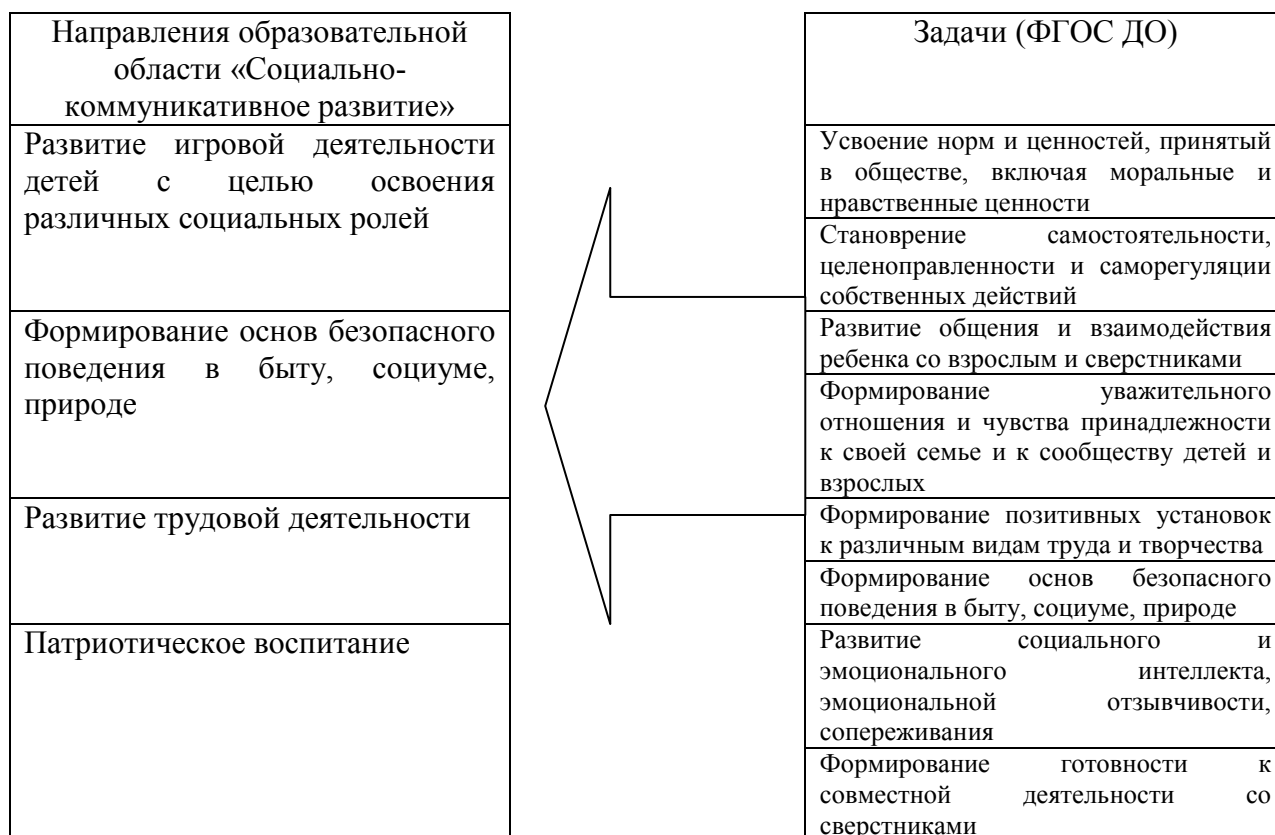 Направления образовательной
области «Социально-
коммуникативное развитие»
Развитие игровой деятельности
детей с целью освоения
различных социальных ролей
Формирование основ безопасного
поведения в быту, социуме,
природе
Развитие трудовой деятельности
Патриотическое воспитание
Задачи (ФГОС ДО)
Усвоение норм и ценностей, принятый
в обществе, включая моральные и
нравственные ценности
Становрение самостоятельности,
целеноправленности и саморегуляции
собственных действий
Развитие общения и взаимодействия
ребенка со взрослым и сверстниками
Формирование уважительного
отношения и чувства принадлежности
к своей семье и к сообществу детей и
взрослых
Формирование позитивных установок
к различным видам труда и творчества
Формирование основ безопасного
поведения в быту, социуме, природе
Развитие социального и
эмоционального интеллекта,
эмоциональной отзывчивости,
сопереживания
Формирование готовности к
совместной деятельности со
сверстниками